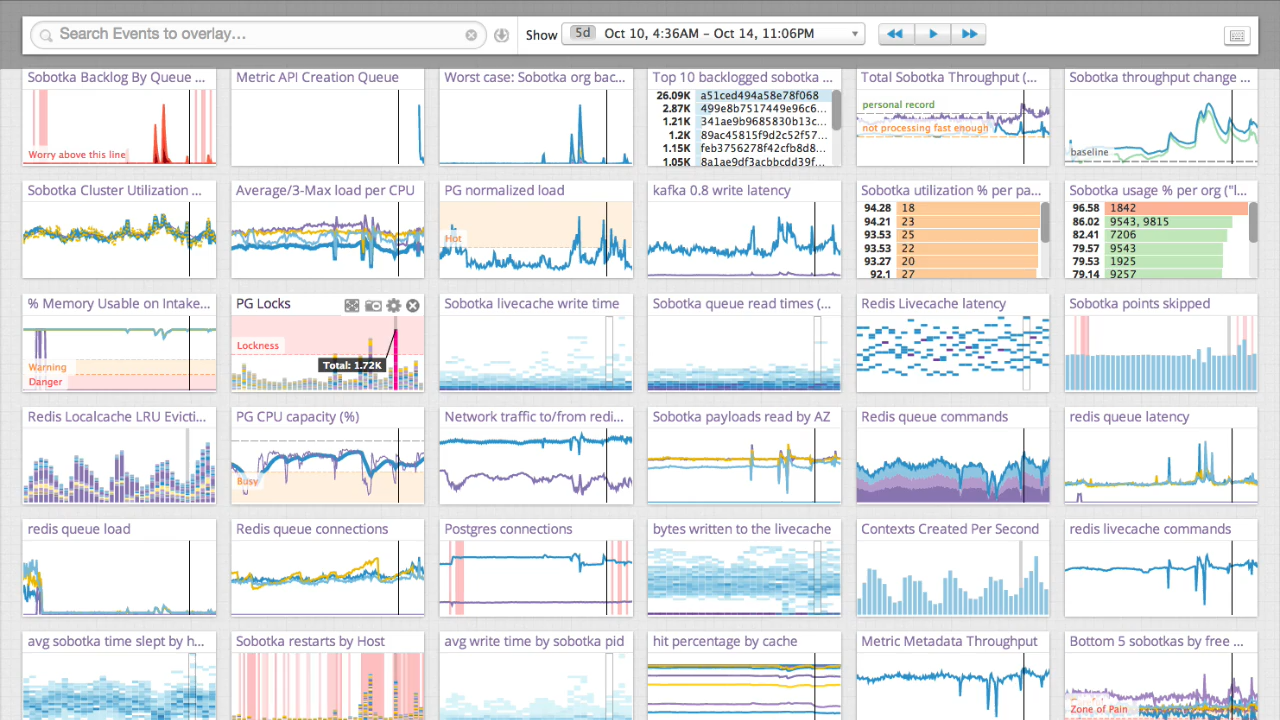 Search Events to overlay...
Show
5d
Oct 10, 4:36AM – Oct 14, 11:06PM
Sobotka Backlog By Queue ...
Worry above this line
Metric API Creation Queue
Worst case: Sobotka org bac...
Top 10 backlogged sobotka ...
26.09K a51ced494a58e78f068
2.87K 499e8b7517449e96c6...
1.21K 341ae9b9685830b13c...
1.2K 89ac45815f9d2c52f57...
1.15K feb3756278f42cfb8d...
1.05K 8a1ae9df3acbbcdd39f...
Total Sobotka Throughput (...
personal record
not processing fast enough
Sobotka throughput change ...
baseline
Sobotka Cluster Utilization ...
Average/3-Max load per CPU
PG normalized load
Hot
kafka 0.8 write latency
Sobotka utilization % per pa...
94.28 18
94.21 23
93.53 25
93.53 22
93.27 20
92.1 27
Sobotka usage % per org ("l...
96.58 1842
86.02 9543, 9815
82.41 7206
79.57 9543
79.53 1925
79.14 9257
% Memory Usable on Intake...
Warning
Danger
PG Locks
Lockness
Total: 1.72K
Sobotka livecache write time
Sobotka queue read times (...
Redis Livecache latency
Sobotka points skipped
Redis Localcache LRU Evicti...
PG CPU capacity (%)
Busy
Network traffic to/from redi...
Sobotka payloads read by AZ
Redis queue commands
redis queue latency
redis queue load
Redis queue connections
Postgres connections
bytes written to the livecache
Contexts Created Per Second
redis livecache commands
avg sobotka time slept by h...
Sobotka restarts by Host
avg write time by sobotka pid
hit percentage by cache
Metric Metadata Throughput
Bottom 5 sobotkas by free ...
Zone of Pain